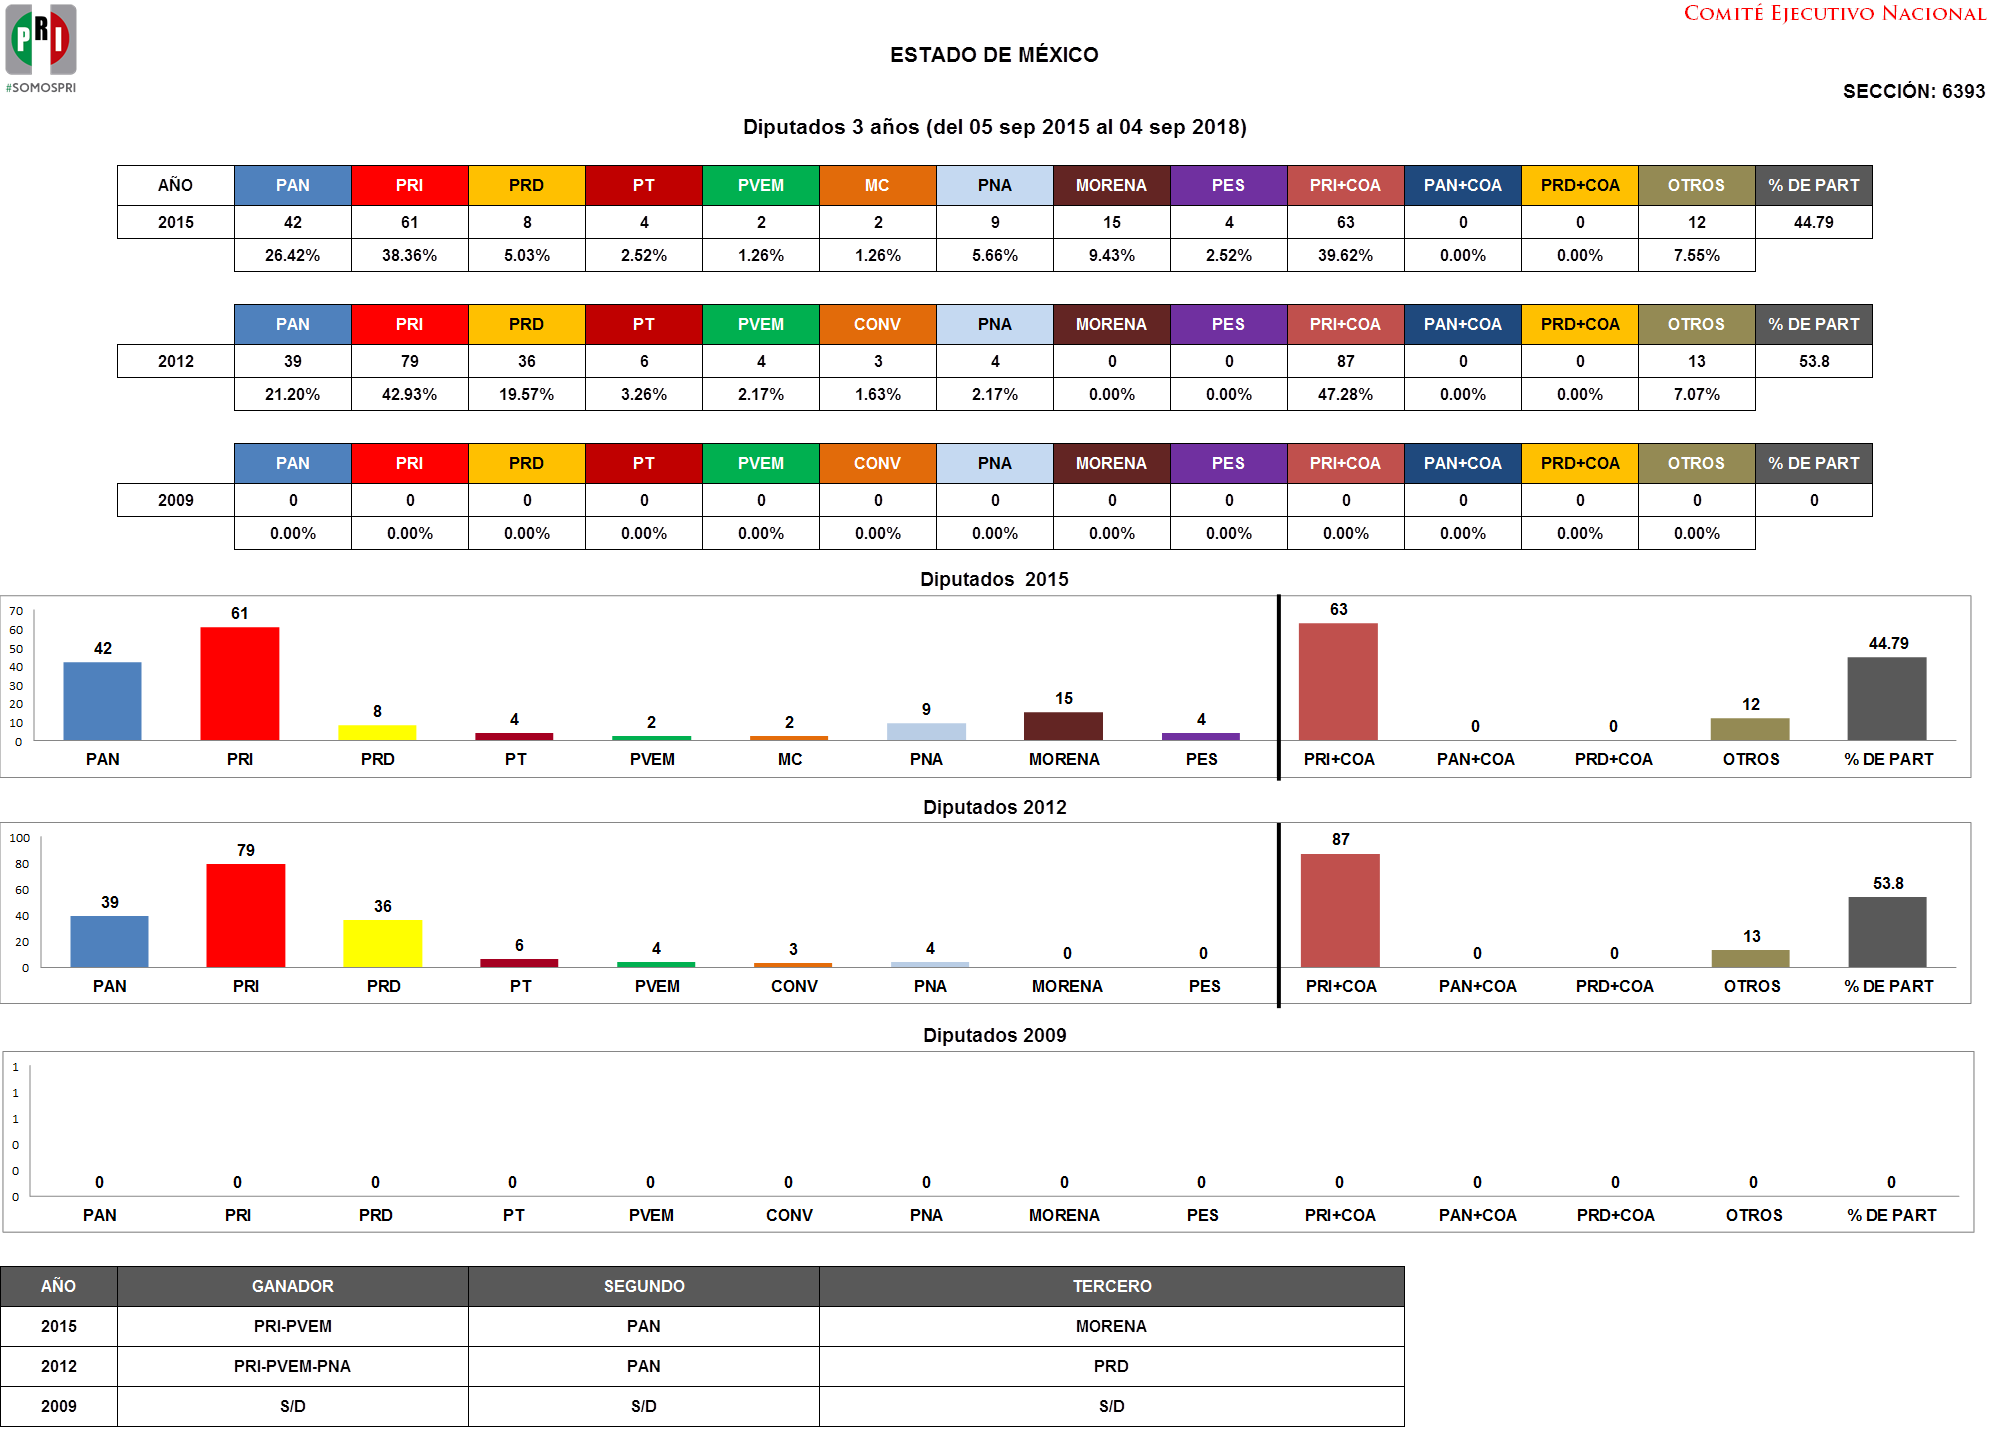 PRI
#SOMOSPRI
Comité Ejecutivo Nacional
ESTADO DE MÉXICO
SECCIÓN: 6393
Diputados 3 años (del 05 sep 2015 al 04 sep 2018)
AÑO PAN PRI PRD PT PVEM MC PNA MORENA PES PRI+COA PAN+COA PRD+COA OTROS % DE PART
2015 42 61 8 4 2 2 9 15 4 63 0 0 12 44.79
26.42% 38.36% 5.03% 2.52% 1.26% 1.26% 5.66% 9.43% 2.52% 39.62% 0.00% 0.00% 7.55%
PAN PRI PRD PT PVEM CONV PNA MORENA PES PRI+COA PAN+COA PRD+COA OTROS % DE PART
2012 39 79 36 6 4 3 4 0 0 87 0 0 13 53.8
21.20% 42.93% 19.57% 3.26% 2.17% 1.63% 2.17% 0.00% 0.00% 47.28% 0.00% 0.00% 7.07%
PAN PRI PRD PT PVEM CONV PNA MORENA PES PRI+COA PAN+COA PRD+COA OTROS % DE PART
2009 0 0 0 0 0 0 0 0 0 0 0 0 0 0
0.00% 0.00% 0.00% 0.00% 0.00% 0.00% 0.00% 0.00% 0.00% 0.00% 0.00% 0.00% 0.00%
Diputados 2015
70
60
50
40
30
20
10
0
42 61 8 4 2 2 9 15 4 63 0 0 12 44.79
PAN PRI PRD PT PVEM MC PNA MORENA PES PRI+COA PAN+COA PRD+COA OTROS % DE PART
Diputados 2012
100
80
60
40
20
0
39 79 36 6 4 3 4 0 0 87 0 0 13 53.8
PAN PRI PRD PT PVEM CONV PNA MORENA PES PRI+COA PAN+COA PRD+COA OTROS % DE PART
Diputados 2009
1
1
1
0
0
0
0 0 0 0 0 0 0 0 0 0 0 0 0 0
PAN PRI PRD PT PVEM CONV PNA MORENA PES PRI+COA PAN+COA PRD+COA OTROS % DE PART
AÑO GANADOR SEGUNDO TERCERO
2015 PRI-PVEM PAN MORENA
2012 PRI-PVEM-PNA PAN PRD
2009 S/D S/D S/D